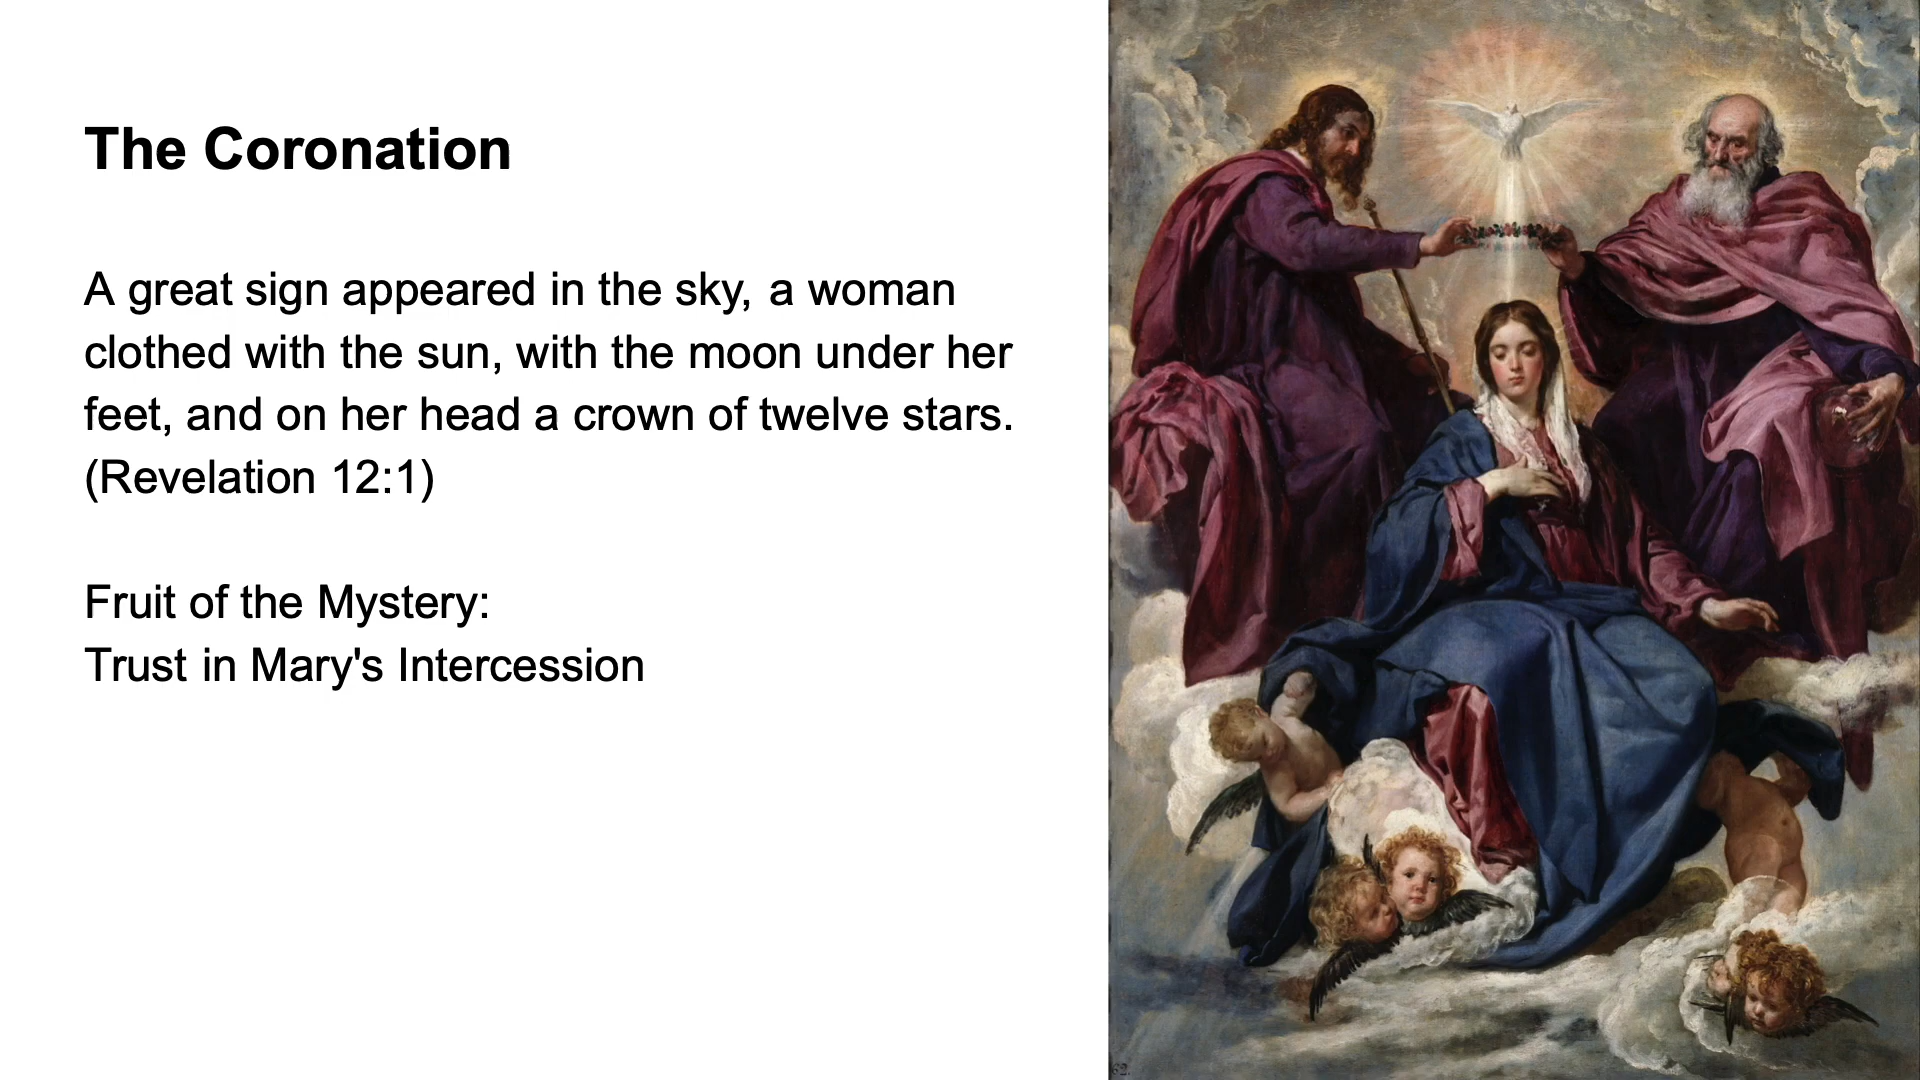 The Coronation
A great sign appeared in the sky, a woman
clothed with the sun, with the moon under her
feet, and on her head a crown of twelve stars.
(Revelation 12:1)
Fruit of the Mystery:
Trust in Mary's Intercession
62.